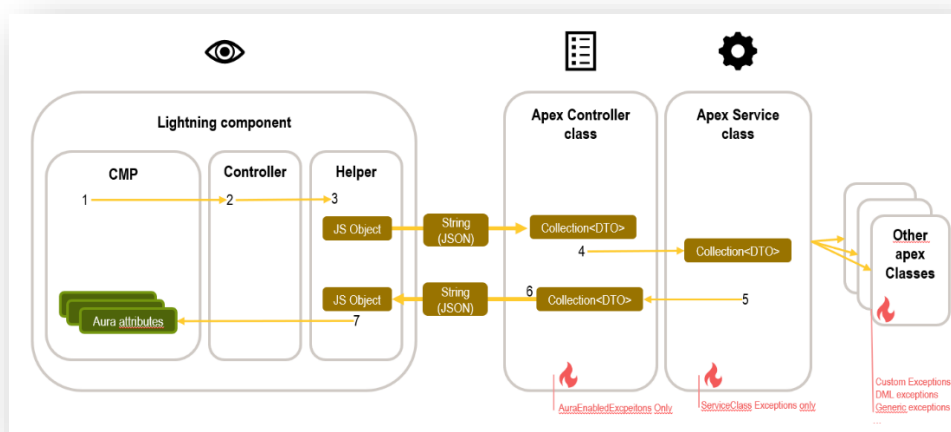 Lightning component
Apex Controller
class
Apex Service
class
CMP
Controller
Helper
1
2
3
JS Object
String
(JSON)
Collection<DTO>
4
Collection<DTO>
Other
apex
Classes
Aura attributes
7
JS Object
String
(JSON)
6
Collection<DTO>
5
AuraEnabledExcpeitons Only
ServiceClass Exceptions only
Custom Exceptions
DML exceptions
Generic exceptions
...